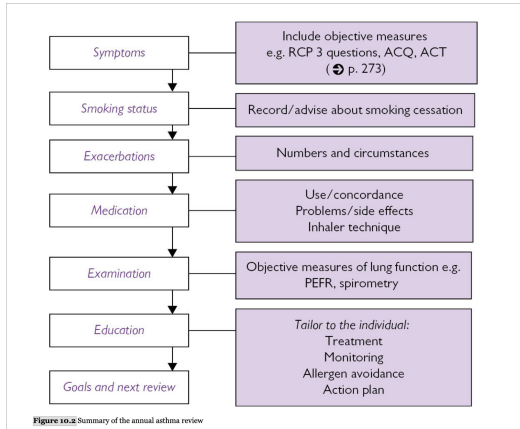 Symptoms
Include objective measures
e.g. RCP 3 questions, ACQ, ACT
(➲ p. 273)
Smoking status
Record/advise about smoking cessation
Exacerbations
Numbers and circumstances
Medication
Use/concordance
Problems/side effects
Inhaler technique
Examination
Objective measures of lung function e.g.
PEFR, spirometry
Education
Tailor to the individual:
Treatment
Monitoring
Allergen avoidance
Action plan
Goals and next review
Figure 10.2 Summary of the annual asthma review